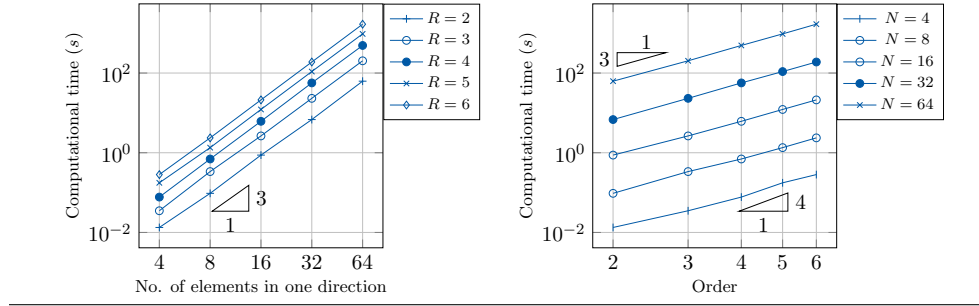 Computational time (s)
10^2
10^0
10^−2
4 8 16 32 64
No. of elements in one direction
3
1
R = 2
R = 3
R = 4
R = 5
R = 6
Computational time (s)
10^2
10^0
10^−2
2 3 4 5 6
Order
3
1
4
1
N = 4
N = 8
N = 16
N = 32
N = 64